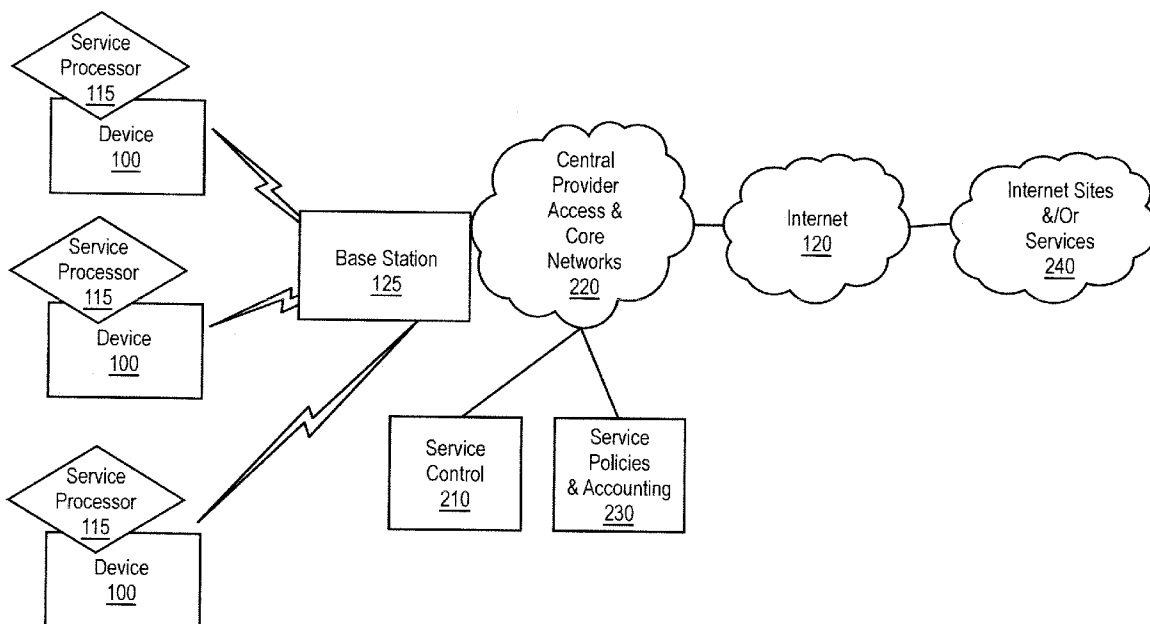 Service
Processor
115
Device
100
Service
Processor
115
Device
100
Service
Processor
115
Device
100
Base Station
125
Central
Provider
Access &
Core
Networks
220
Internet
120
Internet Sites
&/Or
Services
240
Service
Control
210
Service
Policies
& Accounting
230